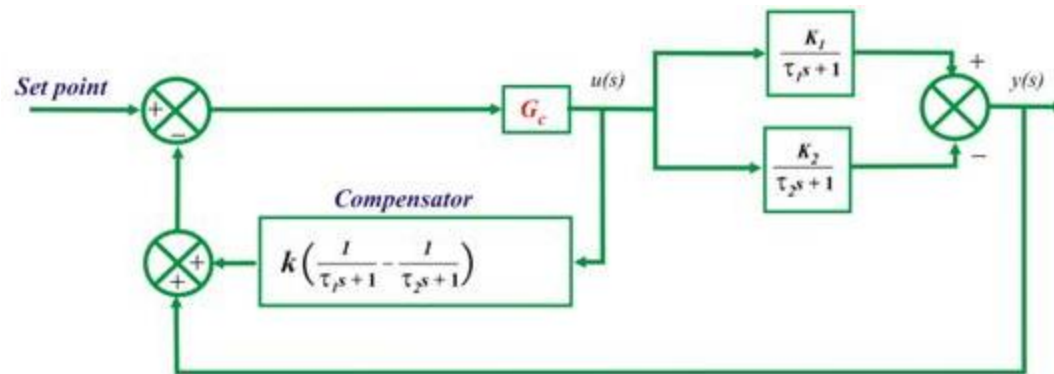 Set point
+
−
G_c
u(s)
K_1
τ_1s + 1
K_2
τ_2s + 1
+
−
y(s)
Compensator
k(1/(τ_1s + 1) − 1/(τ_2s + 1))
+
+